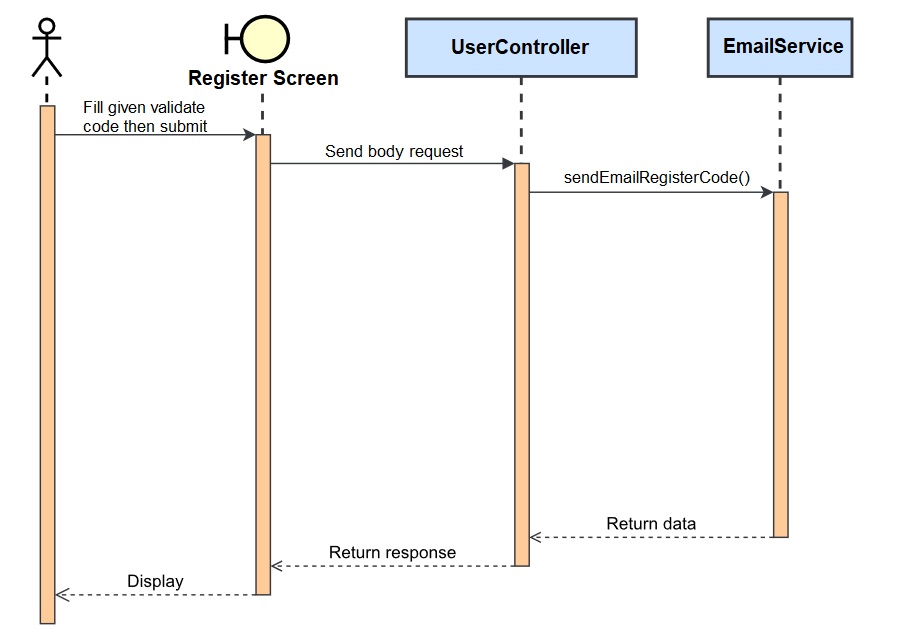 Register Screen
UserController
EmailService
Fill given validate
code then submit
Send body request
sendEmailRegisterCode()
Return data
Return response
Display